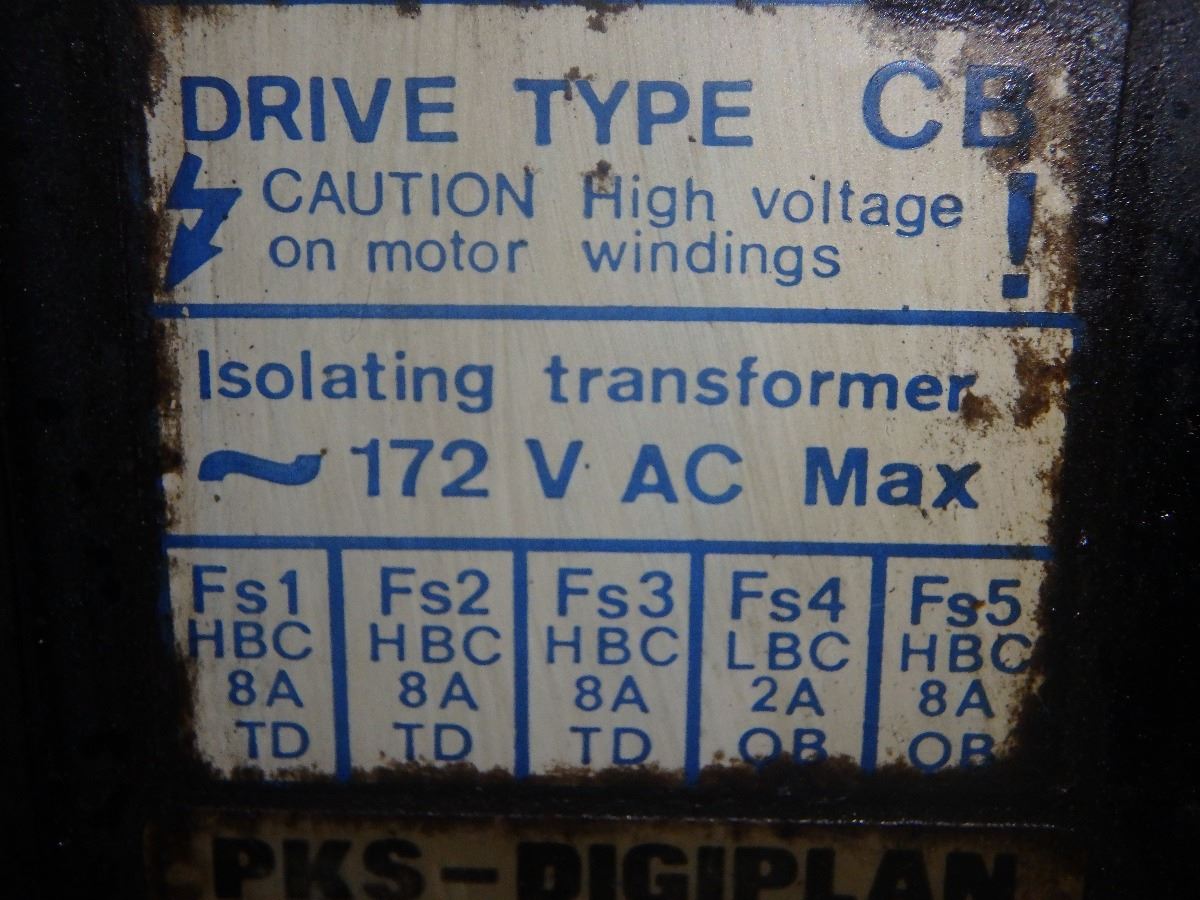 DRIVE TYPE CB
CAUTION High voltage !
on motor windings
Isolating transformer
~ 172 V AC Max
Fs1 Fs2 Fs3 Fs4 Fs5
HBC HBC HBC LBC HBC
8A 8A 8A 2A 8A
TD TD TD QB QB
PKS-DIGIPLAN